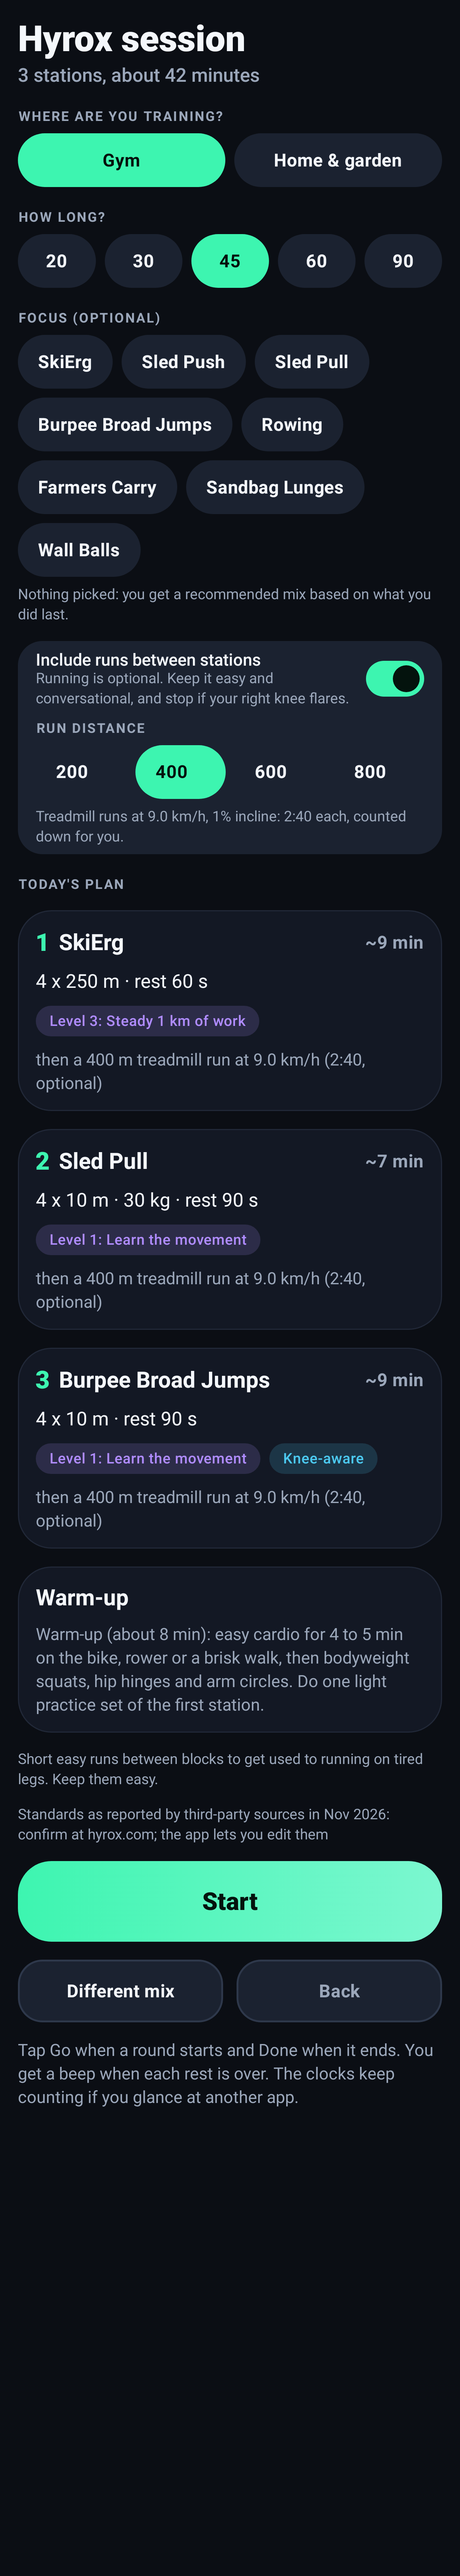 Hyrox session
3 stations, about 42 minutes
WHERE ARE YOU TRAINING?
Gym
Home & garden
HOW LONG?
20
30
45
60
90
FOCUS (OPTIONAL)
SkiErg
Sled Push
Sled Pull
Burpee Broad Jumps
Rowing
Farmers Carry
Sandbag Lunges
Wall Balls
Nothing picked: you get a recommended mix based on what you
did last.
Include runs between stations
Running is optional. Keep it easy and
conversational, and stop if your right knee flares.
RUN DISTANCE
200
400
600
800
Treadmill runs at 9.0 km/h, 1% incline: 2:40 each, counted
down for you.
TODAY'S PLAN
1 SkiErg
~9 min
4 x 250 m · rest 60 s
Level 3: Steady 1 km of work
then a 400 m treadmill run at 9.0 km/h (2:40,
optional)
2 Sled Pull
~7 min
4 x 10 m · 30 kg · rest 90 s
Level 1: Learn the movement
then a 400 m treadmill run at 9.0 km/h (2:40,
optional)
3 Burpee Broad Jumps
~9 min
4 x 10 m · rest 90 s
Level 1: Learn the movement
Knee-aware
then a 400 m treadmill run at 9.0 km/h (2:40,
optional)
Warm-up
Warm-up (about 8 min): easy cardio for 4 to 5 min
on the bike, rower or a brisk walk, then bodyweight
squats, hip hinges and arm circles. Do one light
practice set of the first station.
Short easy runs between blocks to get used to running on tired
legs. Keep them easy.
Standards as reported by third-party sources in Nov 2026:
confirm at hyrox.com; the app lets you edit them
Start
Different mix
Back
Tap Go when a round starts and Done when it ends. You
get a beep when each rest is over. The clocks keep
counting if you glance at another app.